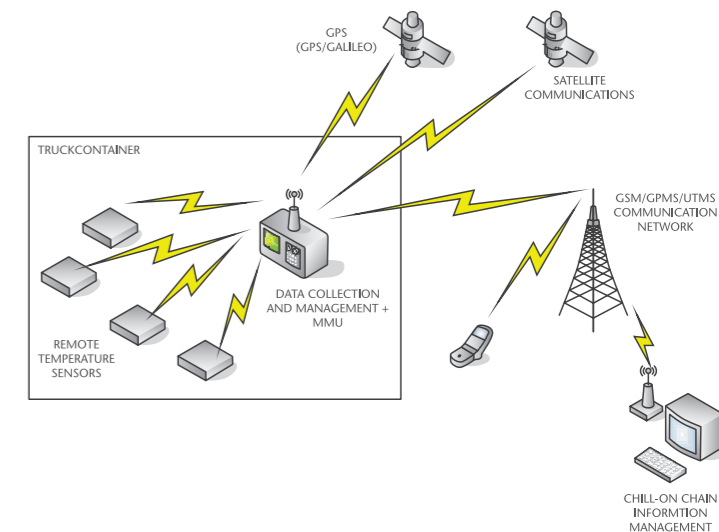 GPS
(GPS/GALILEO)
SATELLITE
COMMUNICATIONS
TRUCKCONTAINER
GSM/GPMS/UTMS
COMMUNICATION
NETWORK
DATA COLLECTION
AND MANAGEMENT +
MMU
REMOTE
TEMPERATURE
SENSORS
CHILL-ON CHAIN
INFORMTION
MANAGEMENT